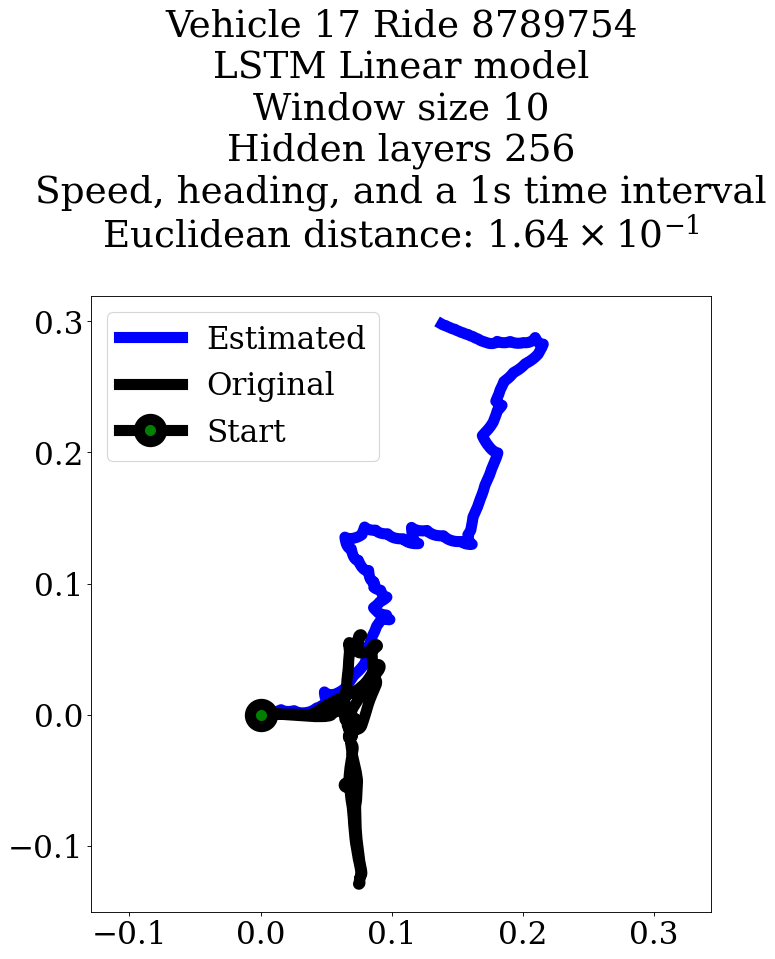 Vehicle 17 Ride 8789754
LSTM Linear model
Window size 10
Hidden layers 256
Speed, heading, and a 1s time interval
Euclidean distance: 1.64 × 10⁻¹
Estimated
Original
Start
0.3
0.2
0.1
0.0
−0.1
−0.1 0.0 0.1 0.2 0.3